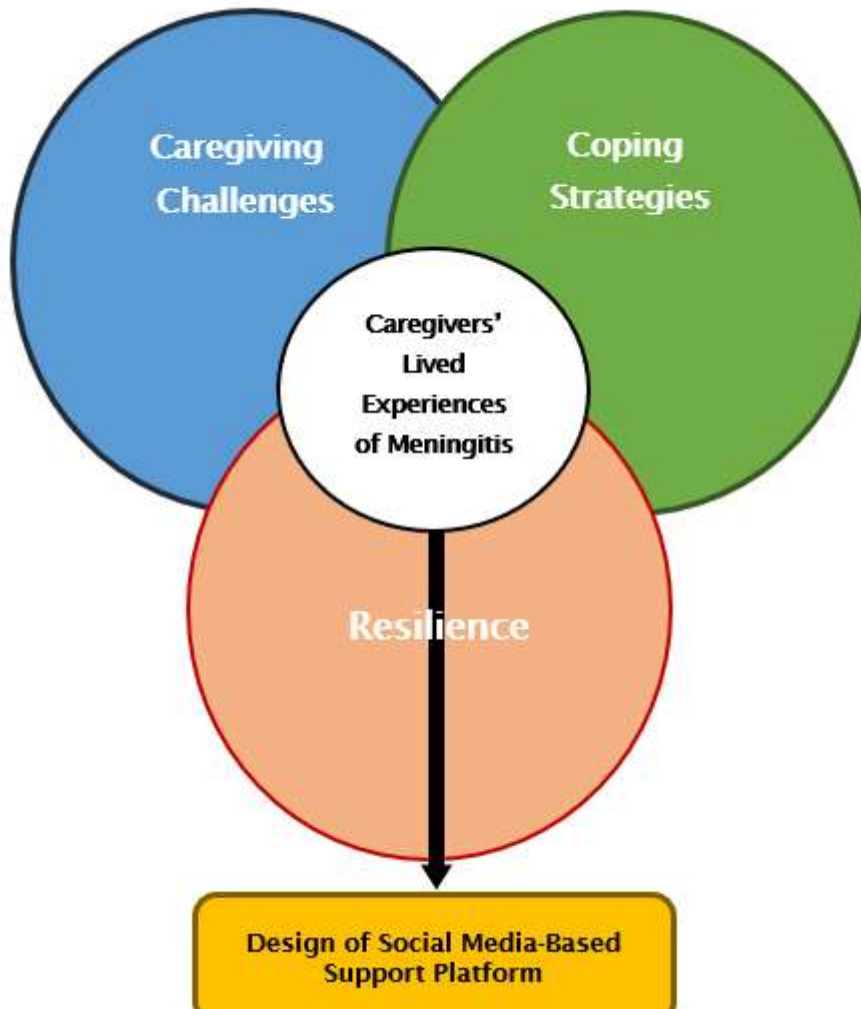 Caregiving
Challenges
Coping
Strategies
Caregivers’
Lived
Experiences
of Meningitis
Resilience
Design of Social Media-Based
Support Platform